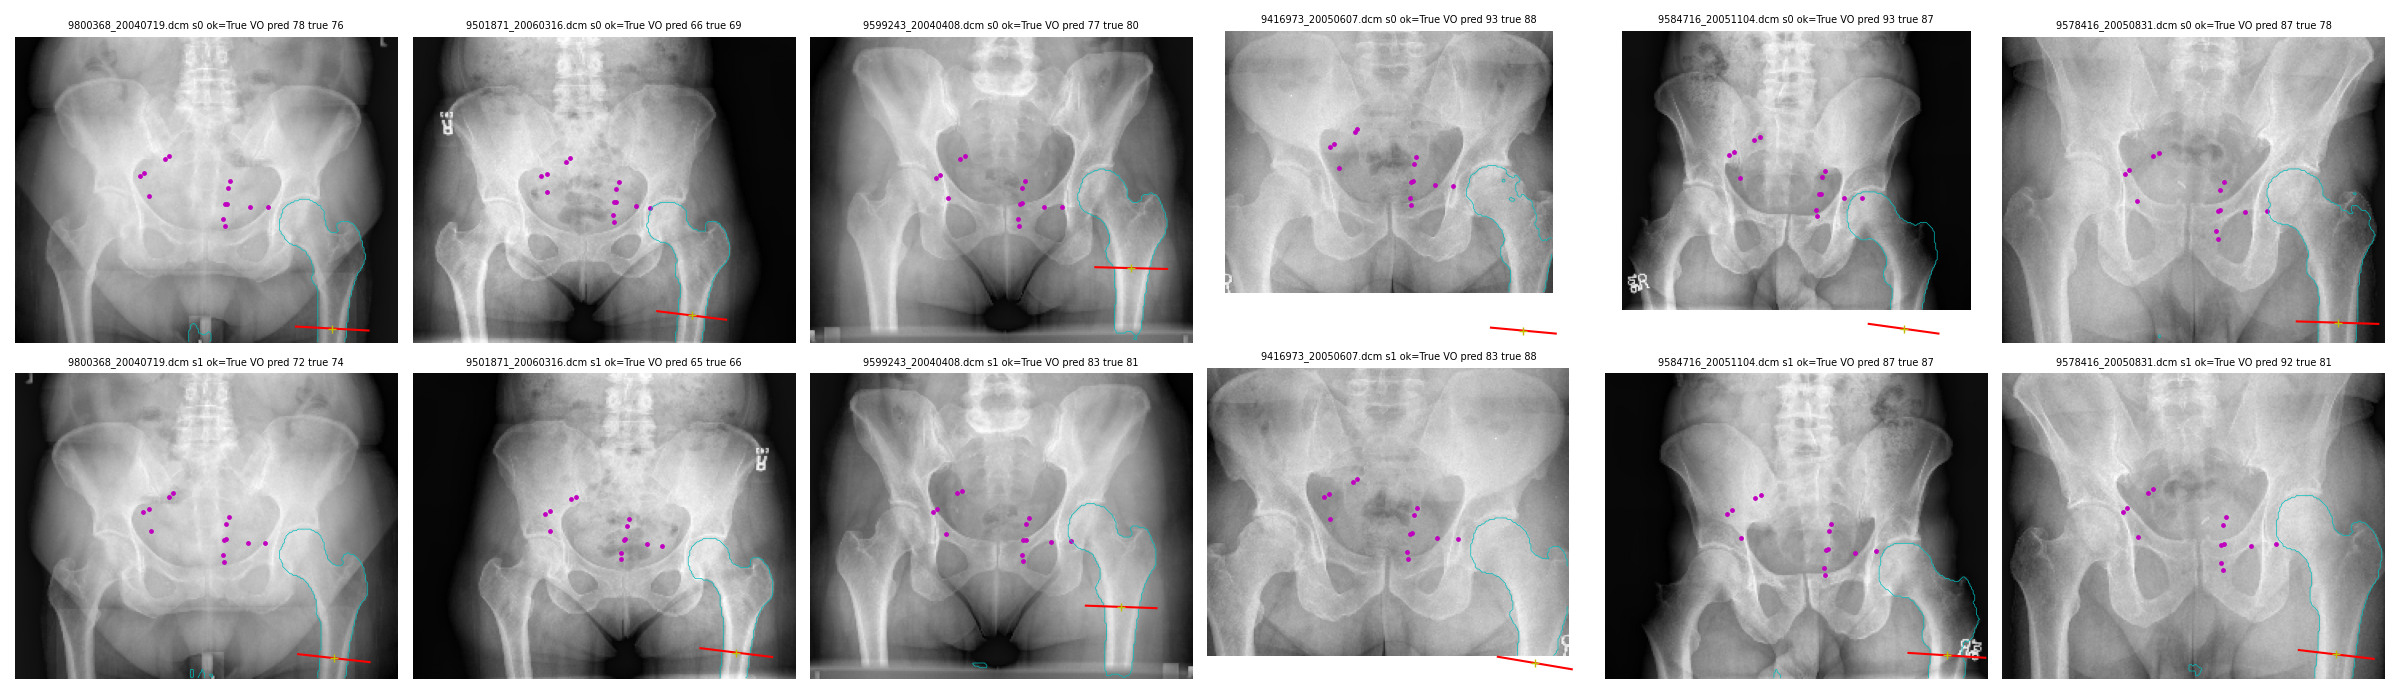 9800368_20040719.dcm s0 ok=True VO pred 78 true 76
9501871_20060316.dcm s0 ok=True VO pred 66 true 69
9599243_20040408.dcm s0 ok=True VO pred 77 true 80
9416973_20050607.dcm s0 ok=True VO pred 93 true 88
9584716_20051104.dcm s0 ok=True VO pred 93 true 87
9578416_20050831.dcm s0 ok=True VO pred 87 true 78
R
R
9800368_20040719.dcm s1 ok=True VO pred 72 true 74
9501871_20060316.dcm s1 ok=True VO pred 65 true 66
9599243_20040408.dcm s1 ok=True VO pred 83 true 81
9416973_20050607.dcm s1 ok=True VO pred 83 true 88
9584716_20051104.dcm s1 ok=True VO pred 87 true 87
9578416_20050831.dcm s1 ok=True VO pred 92 true 81
R